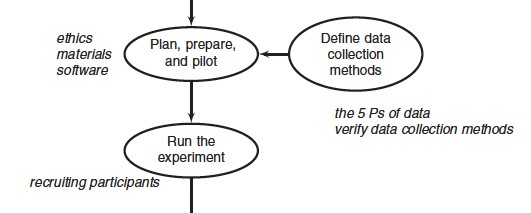 ethics
materials
software
Plan, prepare,
and pilot
Define data
collection
methods
the 5 Ps of data
verify data collection methods
Run the
experiment
recruiting participants